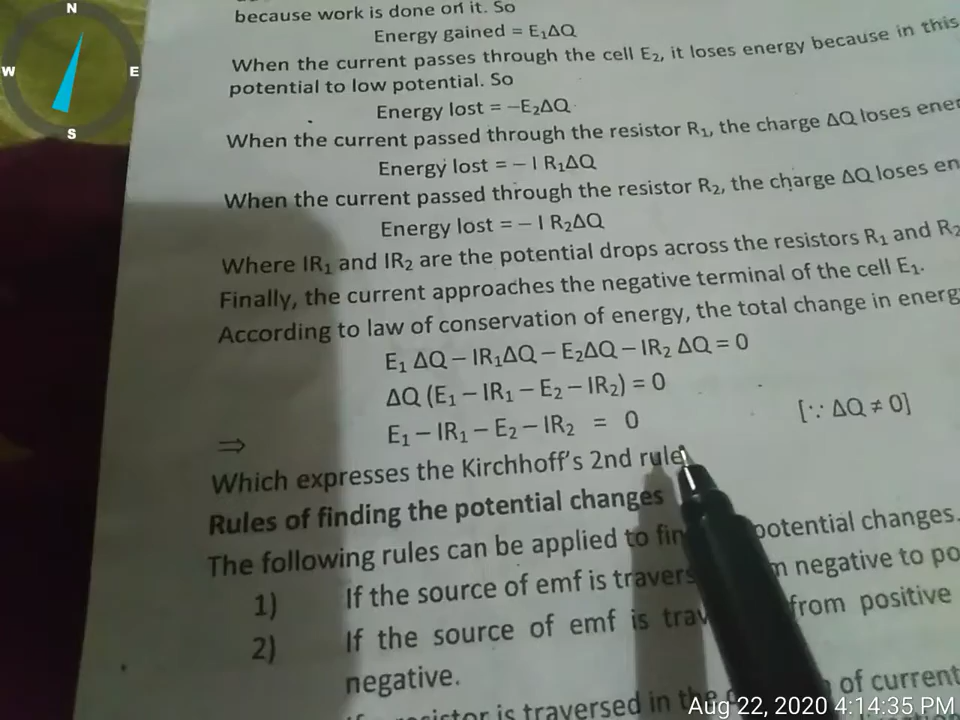 N
W E
S
because work is done on it. So
Energy gained = E₁ΔQ
When the current passes through the cell E₂, it loses energy because in this
potential to low potential. So
Energy lost = −E₂ΔQ
When the current passed through the resistor R₁, the charge ΔQ loses
Energy lost = − I R₁ΔQ
When the current passed through the resistor R₂, the charge ΔQ loses
Energy lost = − I R₂ΔQ
Where IR₁ and IR₂ are the potential drops across the resistors R₁ and R₂
Finally, the current approaches the negative terminal of the cell E₁.
According to law of conservation of energy, the total change in
E₁ ΔQ − IR₁ΔQ − E₂ΔQ − IR₂ ΔQ = 0
ΔQ (E₁ − IR₁ − E₂ − IR₂) = 0
⇒ E₁ − IR₁ − E₂ − IR₂ = 0 [∵ ΔQ ≠ 0]
Which expresses the Kirchhoff's 2nd rule
Rules of finding the potential changes
The following rules can be applied to potential changes.
1) If the source of emf is negative to
2) If the source of emf is from positive
negative.
is traversed in the of current
Aug 22, 2020 4:14:35 PM